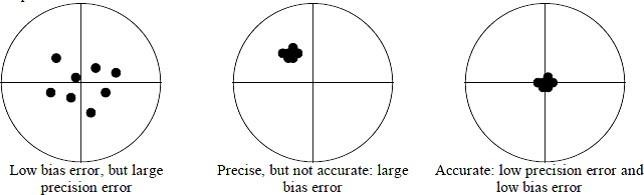 Low bias error, but large
precision error
Precise, but not accurate: large
bias error
Accurate: low precision error and
low bias error